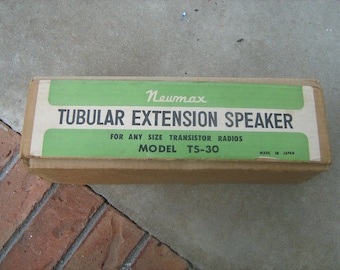 Newmax
TUBULAR EXTENSION SPEAKER
FOR ANY SIZE TRANSISTOR RADIOS
MODEL TS-30
MADE IN JAPAN